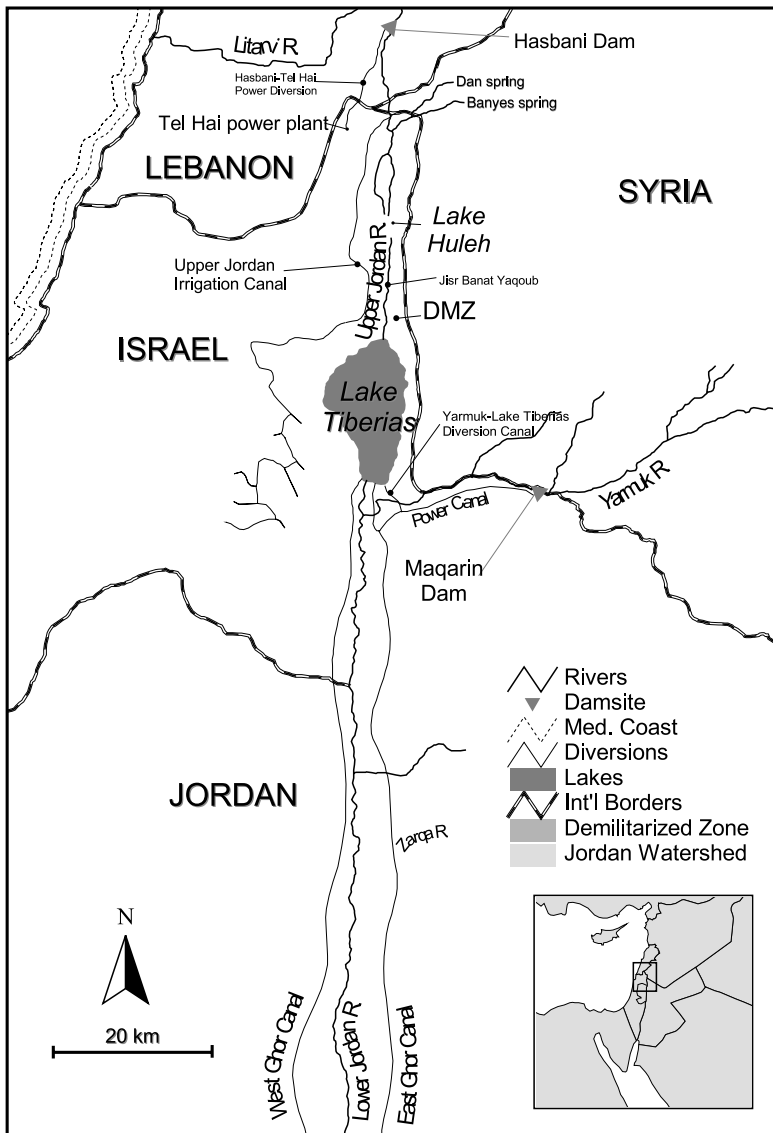 Litarvi R.
Hasbani Dam
Hasbani-Tel Hai
Power Diversion
Dan spring
Banyes spring
Tel Hai power plant
LEBANON
SYRIA
Lake
Huleh
Upper Jordan R.
Upper Jordan
Irrigation Canal
Jisr Banat Yaqoub
DMZ
ISRAEL
Lake
Tiberias
Yarmuk-Lake Tiberias
Diversion Canal
Yarmuk R
Power Canal
Maqarin
Dam
Rivers
Damsite
Med. Coast
Diversions
Lakes
Int'l Borders
Demilitarized Zone
Jordan Watershed
JORDAN
Zarqa R
N
20 km
West Ghor Canal
Lower Jordan R
East Ghor Canal